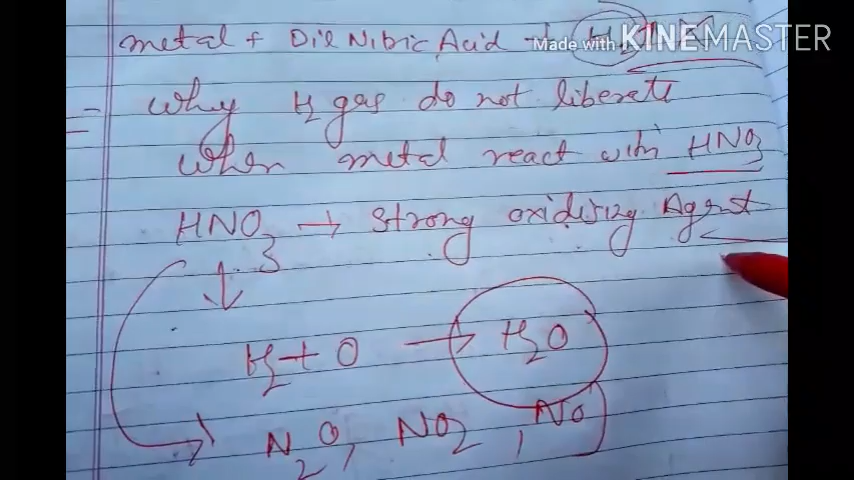 metal + Dil Nitric Acid → H2
Made with KINEMASTER
= Why H2 gas do not liberate
when metal react with HNO3
HNO3 → Strong oxidising Agent
↓
H2 + O → H2O
N2O, NO2, NO